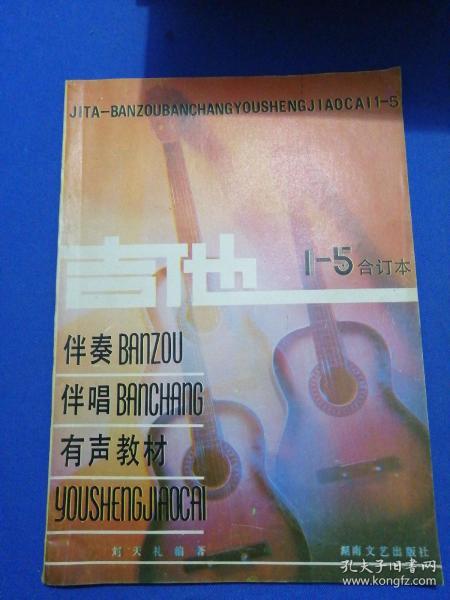 JITA-BANZOUBANCHANGYOUSHENGJIAOCAI1-5
吉他
1-5合订本
伴奏BANZOU
伴唱BANCHANG
有声教材
YOUSHENGJIAOCAI
刘天礼编著
湖南文艺出版社
孔夫子旧书网
www.kongfz.com